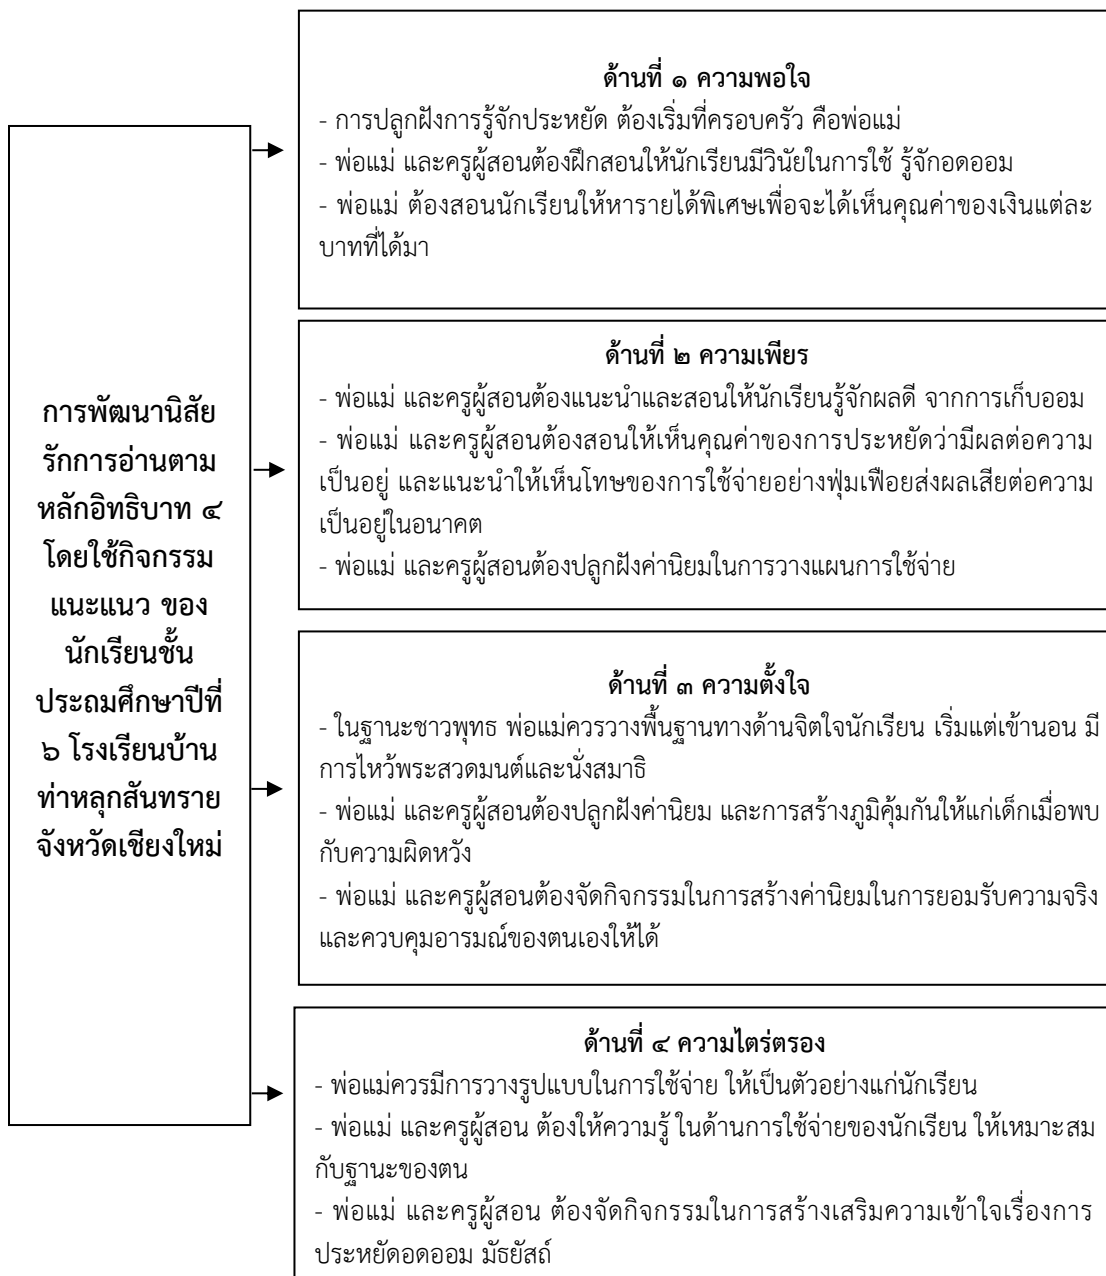 การพัฒนานิสัย
รักการอ่านตาม
หลักอิทธิบาท ๔
โดยใช้กิจกรรม
แนะแนว ของ
นักเรียนชั้น
ประถมศึกษาปีที่
๖ โรงเรียนบ้าน
ท่าหลุกสันทราย
จังหวัดเชียงใหม่
ด้านที่ ๑ ความพอใจ
- การปลูกฝังการรู้จักประหยัด ต้องเริ่มที่ครอบครัว คือพ่อแม่
- พ่อแม่ และครูผู้สอนต้องฝึกสอนให้นักเรียนมีวินัยในการใช้ รู้จักอดออม
- พ่อแม่ ต้องสอนนักเรียนให้หารายได้พิเศษเพื่อจะได้เห็นคุณค่าของเงินแต่ละ
บาทที่ได้มา
ด้านที่ ๒ ความเพียร
- พ่อแม่ และครูผู้สอนต้องแนะนำและสอนให้นักเรียนรู้จักผลดี จากการเก็บออม
- พ่อแม่ และครูผู้สอนต้องสอนให้เห็นคุณค่าของการประหยัดว่ามีผลต่อความ
เป็นอยู่ และแนะนำให้เห็นโทษของการใช้จ่ายอย่างฟุ่มเฟือยส่งผลเสียต่อความ
เป็นอยู่ในอนาคต
- พ่อแม่ และครูผู้สอนต้องปลูกฝังค่านิยมในการวางแผนการใช้จ่าย
ด้านที่ ๓ ความตั้งใจ
- ในฐานะชาวพุทธ พ่อแม่ควรวางพื้นฐานทางด้านจิตใจนักเรียน เริ่มแต่เข้านอน มี
การไหว้พระสวดมนต์และนั่งสมาธิ
- พ่อแม่ และครูผู้สอนต้องปลูกฝังค่านิยม และการสร้างภูมิคุ้มกันให้แก่เด็กเมื่อพบ
กับความผิดหวัง
- พ่อแม่ และครูผู้สอนต้องจัดกิจกรรมในการสร้างค่านิยมในการยอมรับความจริง
และควบคุมอารมณ์ของตนเองให้ได้
ด้านที่ ๔ ความไตร่ตรอง
- พ่อแม่ควรมีการวางรูปแบบในการใช้จ่าย ให้เป็นตัวอย่างแก่นักเรียน
- พ่อแม่ และครูผู้สอน ต้องให้ความรู้ ในด้านการใช้จ่ายของนักเรียน ให้เหมาะสม
กับฐานะของตน
- พ่อแม่ และครูผู้สอน ต้องจัดกิจกรรมในการสร้างเสริมความเข้าใจเรื่องการ
ประหยัดอดออม มัธยัสถ์